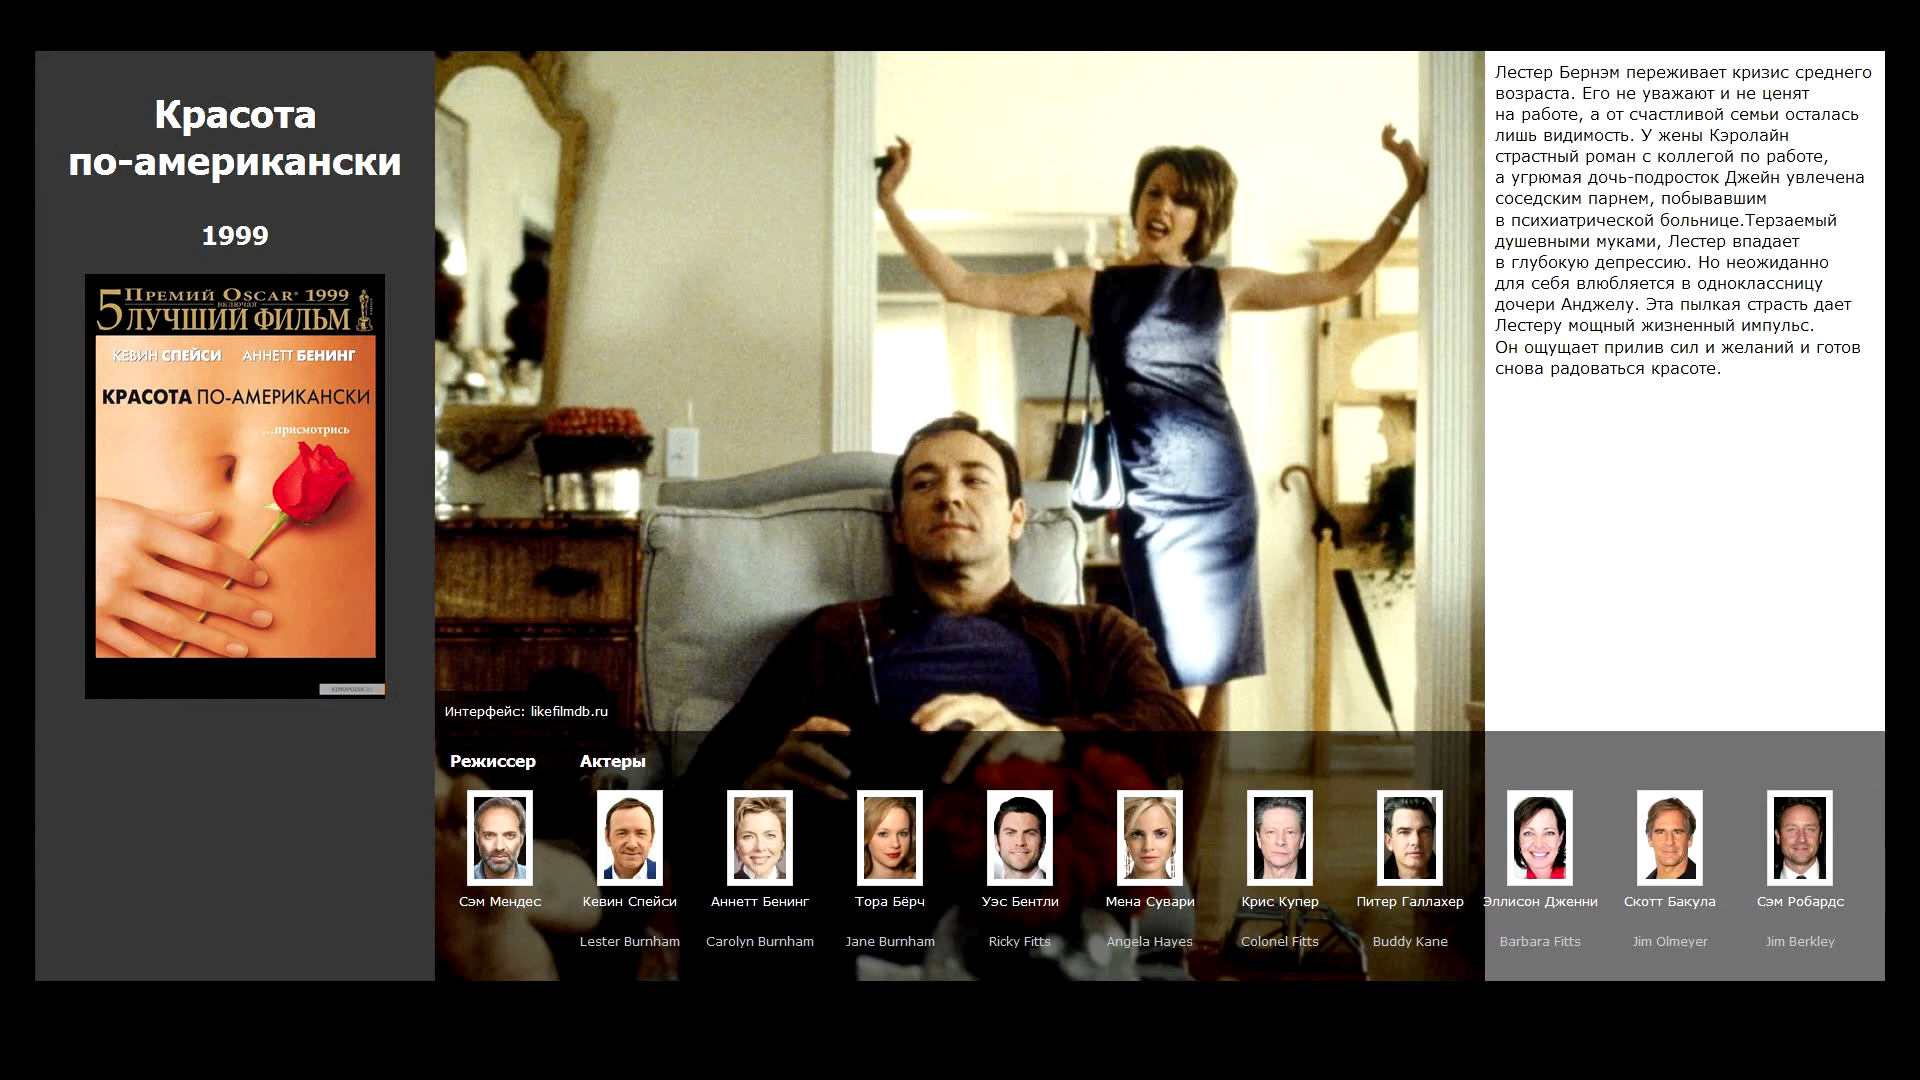 Красота
по-американски
1999
5 ПРЕМИЙ OSCAR® 1999
ВКЛЮЧАЯ
ЛУЧШИЙ ФИЛЬМ
КЕВИН СПЕЙСИ АННЕТТ БЕНИНГ
КРАСОТА ПО-АМЕРИКАНСКИ
...присмотрись
Интерфейс: likefilmdb.ru
Лестер Бернэм переживает кризис среднего
возраста. Его не уважают и не ценят
на работе, а от счастливой семьи осталась
лишь видимость. У жены Кэролайн
страстный роман с коллегой по работе,
а угрюмая дочь-подросток Джейн увлечена
соседским парнем, побывавшим
в психиатрической больнице.Терзаемый
душевными муками, Лестер впадает
в глубокую депрессию. Но неожиданно
для себя влюбляется в одноклассницу
дочери Анджелу. Эта пылкая страсть дает
Лестеру мощный жизненный импульс.
Он ощущает прилив сил и желаний и готов
снова радоваться красоте.
Режиссер Актеры
Сэм Мендес Кевин Спейси Аннетт Бенинг Тора Бёрч Уэс Бентли Мена Сувари Крис Купер Питер Галлахер Эллисон Дженни Скотт Бакула Сэм Робардс
Lester Burnham Carolyn Burnham Jane Burnham Ricky Fitts Angela Hayes Colonel Fitts Buddy Kane Barbara Fitts Jim Olmeyer Jim Berkley